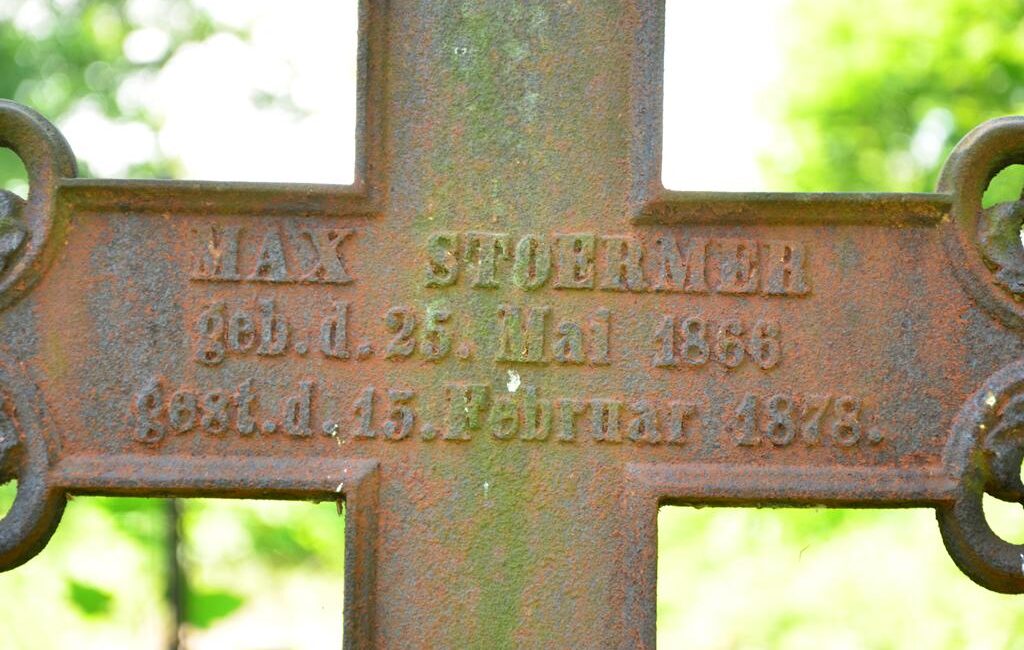 MAX STOERMER
geb. d. 25. Mai 1866
gest. d. 15. Februar 1878.